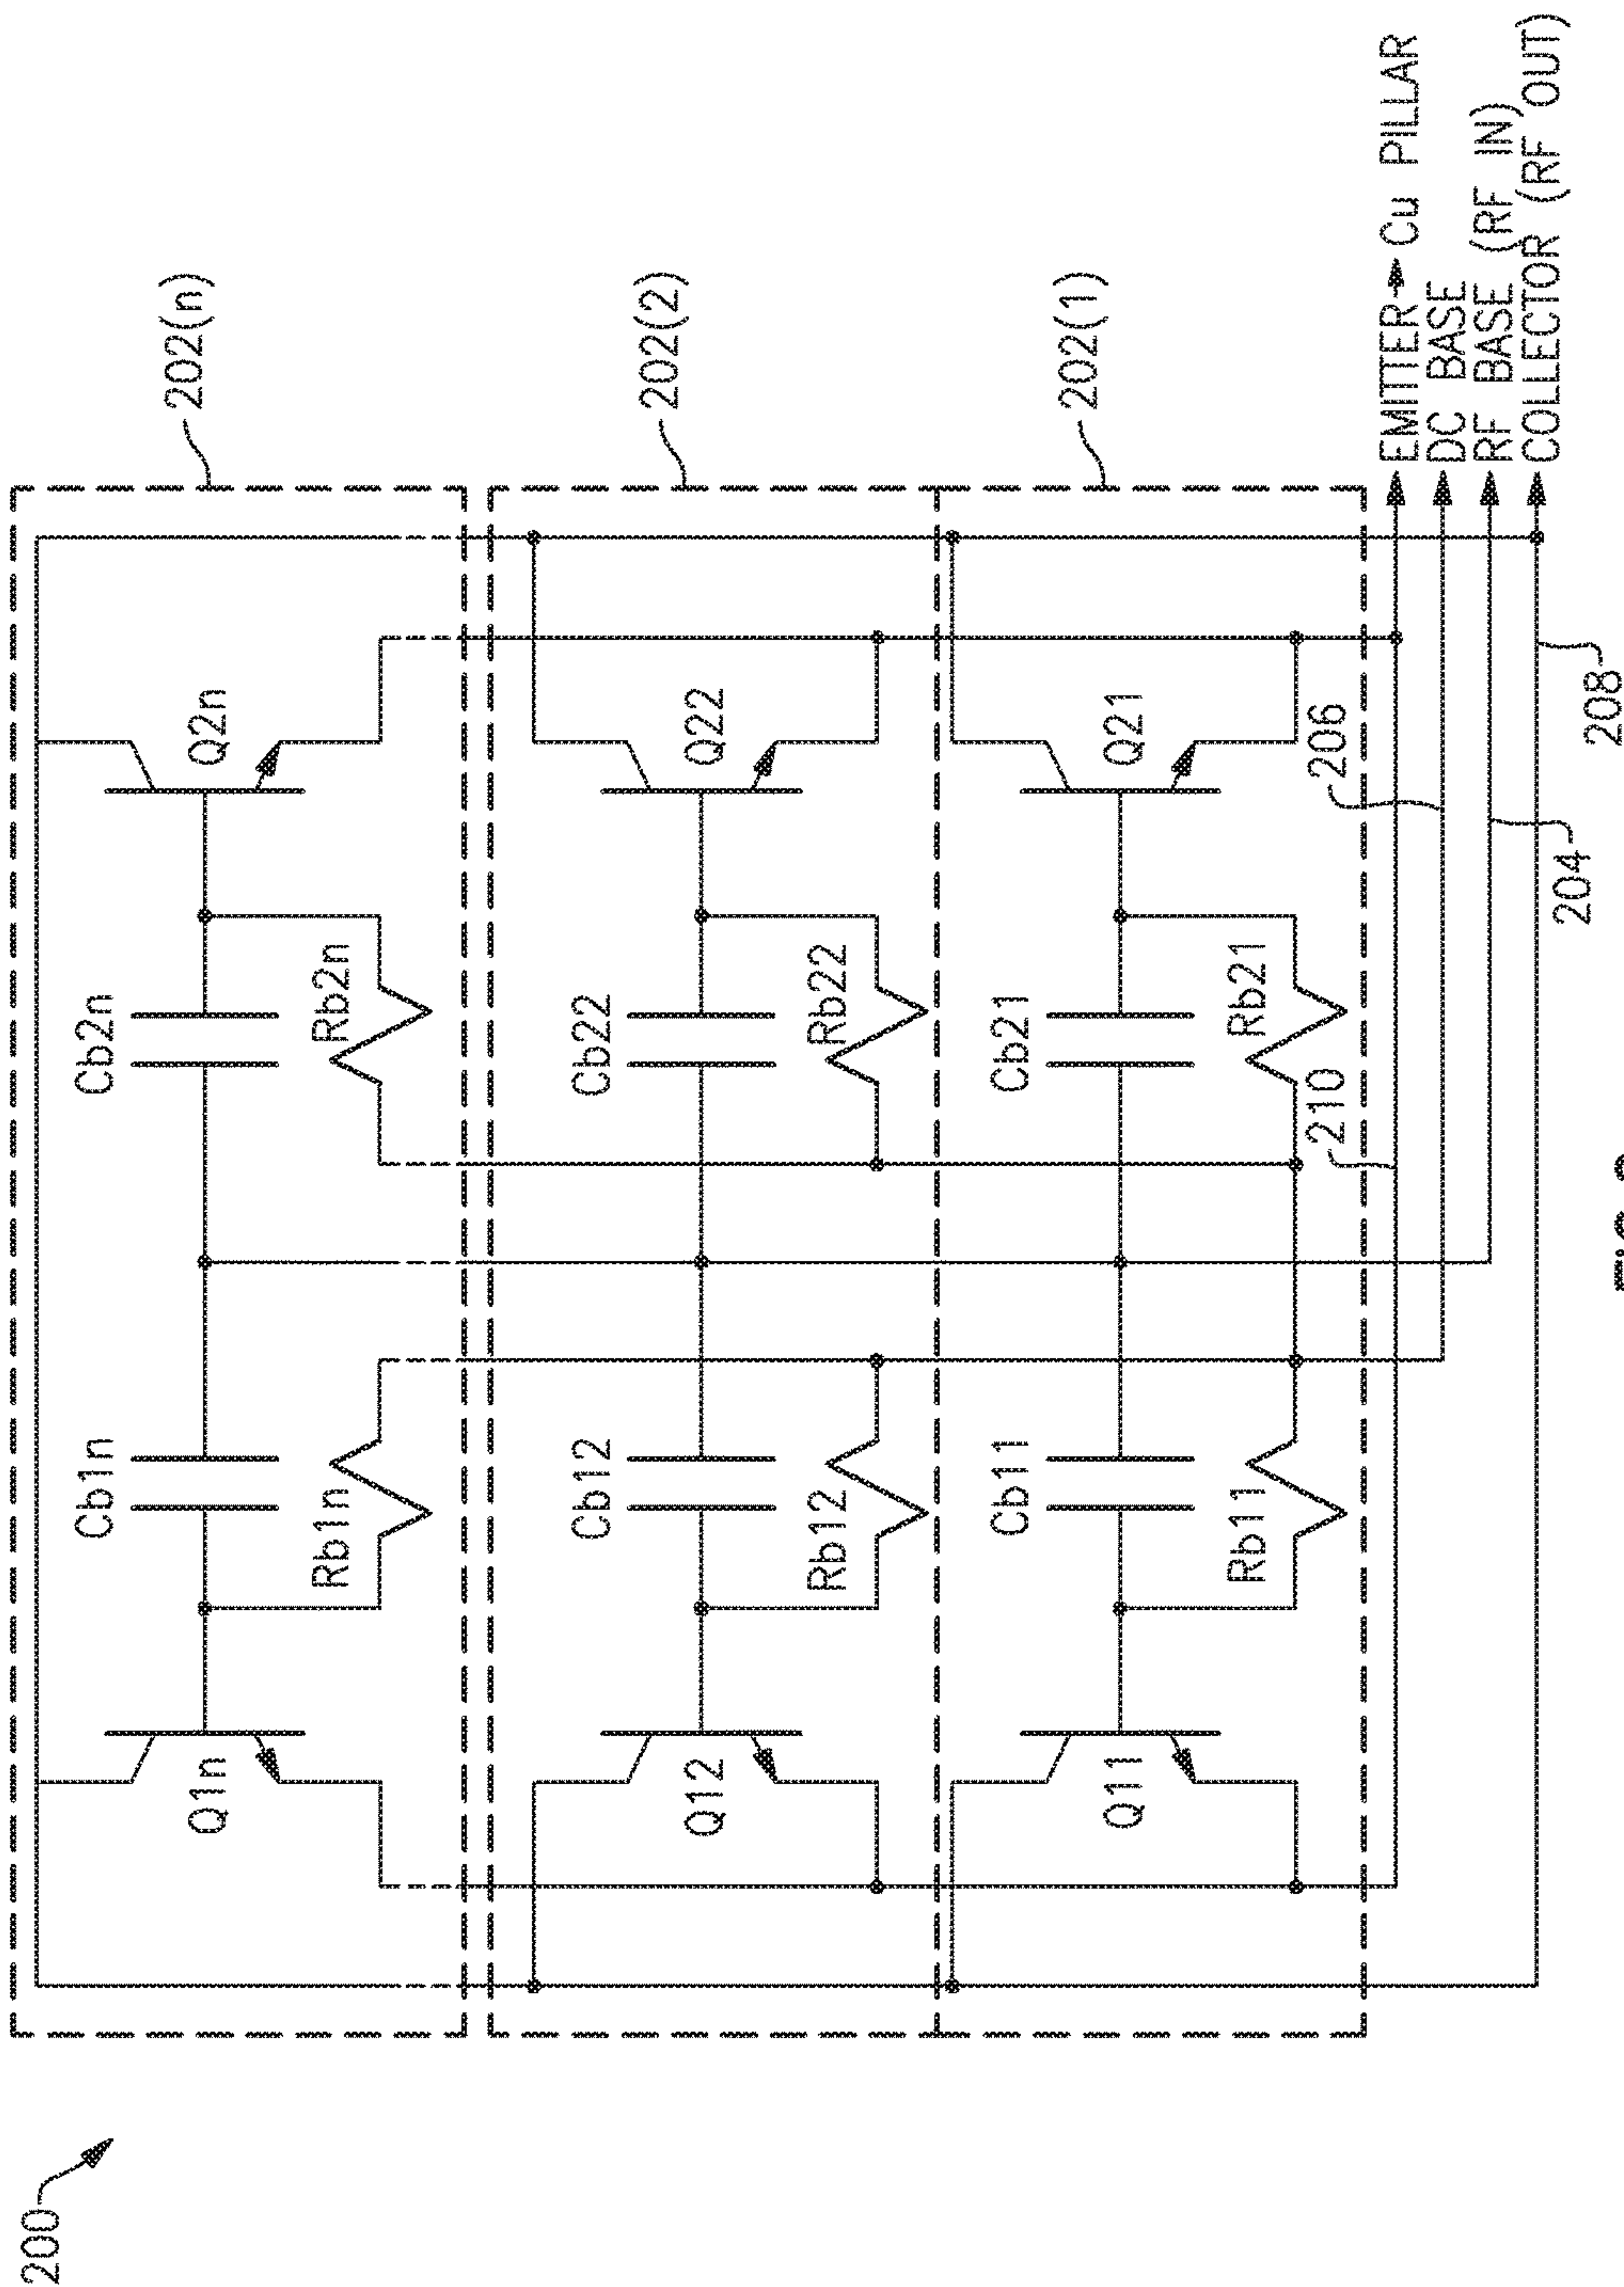 200
202(n)
202(2)
202(1)
Cb1n
Cb2n
Rb1n
Rb2n
Q1n
Q2n
Cb12
Cb22
Rb12
Rb22
Q12
Q22
Cb11
Cb21
Rb11
Rb21
Q11
Q21
210
206
EMITTER
Cu PILLAR
DC BASE
RF BASE (RF IN)
COLLECTOR (RF OUT)
204
208